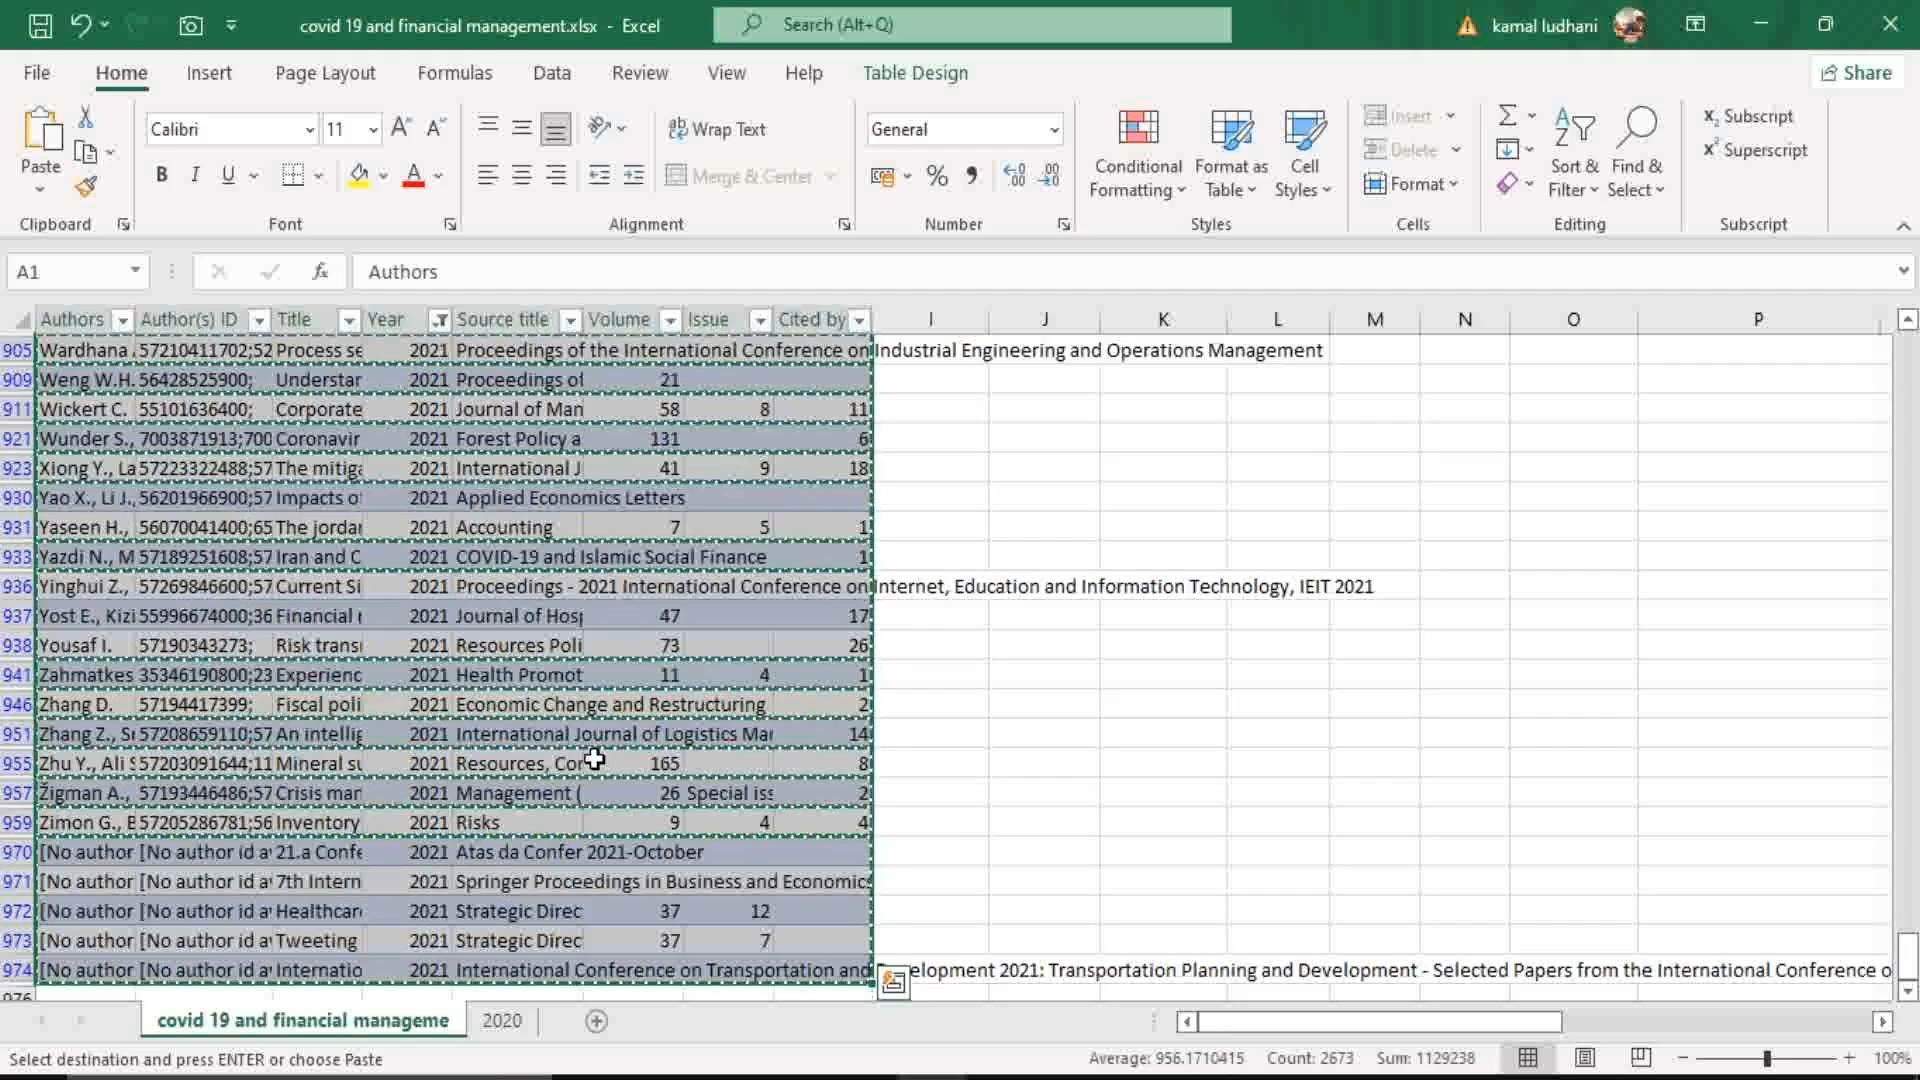 covid 19 and financial management.xlsx - Excel
Search (Alt+Q)
kamal ludhani
File Home Insert Page Layout Formulas Data Review View Help Table Design
Share
Paste
Calibri 11
B I U
Wrap Text
Merge & Center
General
Conditional Formatting
Format as Table
Cell Styles
Insert
Delete
Format
Sort & Filter
Find & Select
Subscript
Superscript
Clipboard Font Alignment Number Styles Cells Editing Subscript
A1 fx Authors
Authors Author(s) ID Title Year Source title Volume Issue Cited by I J K L M N O P
905 Wardhana 57210411702;52 Process se 2021 Proceedings of the International Conference on Industrial Engineering and Operations Management
909 Weng W.H. 56428525900; Understar 2021 Proceedings of 21
911 Wickert C. 55101636400; Corporate 2021 Journal of Man 58 8 11
921 Wunder S., 7003871913;700 Coronavir 2021 Forest Policy a 131 6
923 Xiong Y., La 57223322488;57 The mitiga 2021 International J 41 9 18
930 Yao X., Li J., 56201966900;57 Impacts of 2021 Applied Economics Letters
931 Yaseen H., 56070041400;65 The jordar 2021 Accounting 7 5 1
933 Yazdi N., M 57189251608;57 Iran and C 2021 COVID-19 and Islamic Social Finance 1
936 Yinghui Z., 57269846600;57 Current Si 2021 Proceedings - 2021 International Conference on Internet, Education and Information Technology, IEIT 2021
937 Yost E., Kizi 55996674000;36 Financial r 2021 Journal of Hosp 47 17
938 Yousaf I. 57190343273; Risk transr 2021 Resources Poli 73 26
941 Zahmatkes 35346190800;23 Experienc 2021 Health Promot 11 4 1
946 Zhang D. 57194417399; Fiscal poli 2021 Economic Change and Restructuring 2
951 Zhang Z., Sr 57208659110;57 An intellig 2021 International Journal of Logistics Mar 14
955 Zhu Y., Ali S 57203091644;11 Mineral su 2021 Resources, Cor 165 8
957 Žigman A., 57193446486;57 Crisis mar 2021 Management ( 26 Special iss 2
959 Zimon G., B 57205286781;56 Inventory 2021 Risks 9 4 4
970 [No author [No author id a 21.a Confe 2021 Atas da Confer 2021-October
971 [No author [No author id a 7th Intern 2021 Springer Proceedings in Business and Economics
972 [No author [No author id a Healthcar 2021 Strategic Direc 37 12
973 [No author [No author id a Tweeting 2021 Strategic Direc 37 7
974 [No author [No author id a Internatio 2021 International Conference on Transportation and elopment 2021: Transportation Planning and Development - Selected Papers from the International Conference o
covid 19 and financial manageme 2020
Select destination and press ENTER or choose Paste Average: 956.1710415 Count: 2673 Sum: 1129238 100%